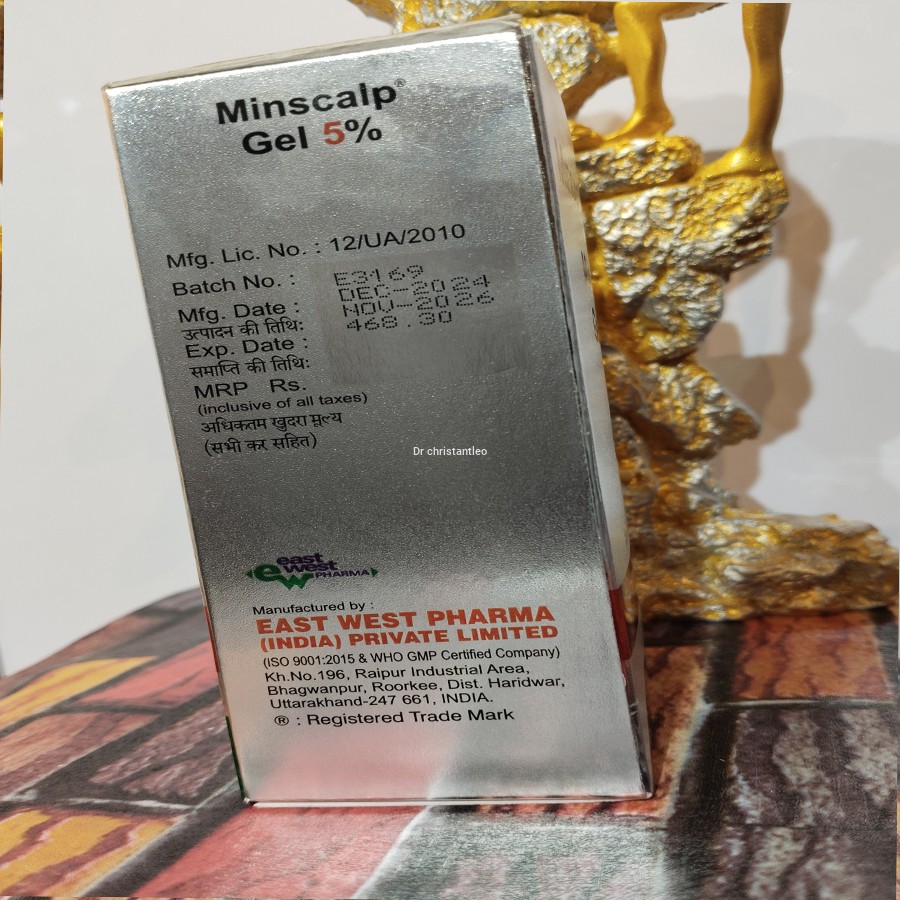 Minscalp®
Gel 5%
Mfg. Lic. No. : 12/UA/2010
Batch No. : E3169
Mfg. Date : DEC-2024
उत्पादन की तिथि:
Exp. Date : NOV-2026
समाप्ति की तिथि:
MRP Rs. 468.30
(inclusive of all taxes)
अधिकतम खुदरा मूल्य
(सभी कर सहित)
Dr christantleo
east
west
ew PHARMA
Manufactured by :
EAST WEST PHARMA
(INDIA) PRIVATE LIMITED
(ISO 9001:2015 & WHO GMP Certified Company)
Kh.No.196, Raipur Industrial Area,
Bhagwanpur, Roorkee, Dist. Haridwar,
Uttarakhand-247 661, INDIA.
® : Registered Trade Mark